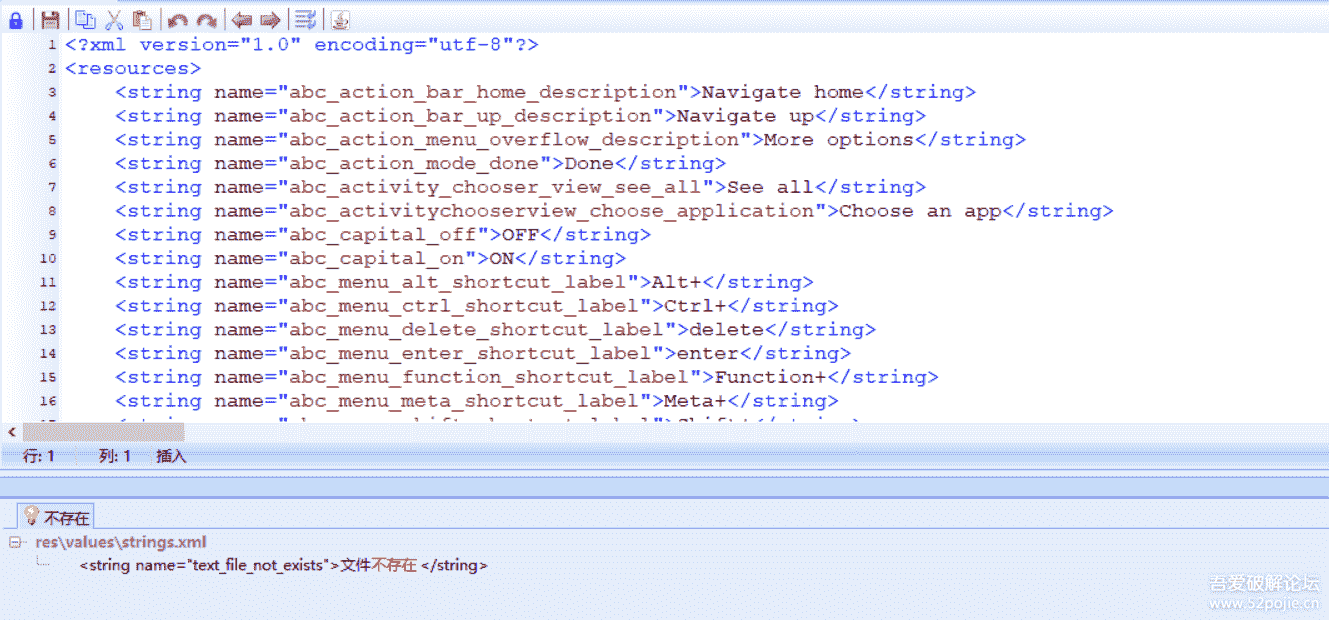 1 <?xml version="1.0" encoding="utf-8"?>
2 <resources>
3 <string name="abc_action_bar_home_description">Navigate home</string>
4 <string name="abc_action_bar_up_description">Navigate up</string>
5 <string name="abc_action_menu_overflow_description">More options</string>
6 <string name="abc_action_mode_done">Done</string>
7 <string name="abc_activity_chooser_view_see_all">See all</string>
8 <string name="abc_activitychooserview_choose_application">Choose an app</string>
9 <string name="abc_capital_off">OFF</string>
10 <string name="abc_capital_on">ON</string>
11 <string name="abc_menu_alt_shortcut_label">Alt+</string>
12 <string name="abc_menu_ctrl_shortcut_label">Ctrl+</string>
13 <string name="abc_menu_delete_shortcut_label">delete</string>
14 <string name="abc_menu_enter_shortcut_label">enter</string>
15 <string name="abc_menu_function_shortcut_label">Function+</string>
16 <string name="abc_menu_meta_shortcut_label">Meta+</string>
行: 1 列: 1 插入
不存在
res\values\strings.xml
<string name="text_file_not_exists">文件不存在 </string>
吾爱破解论坛
www.52pojie.cn